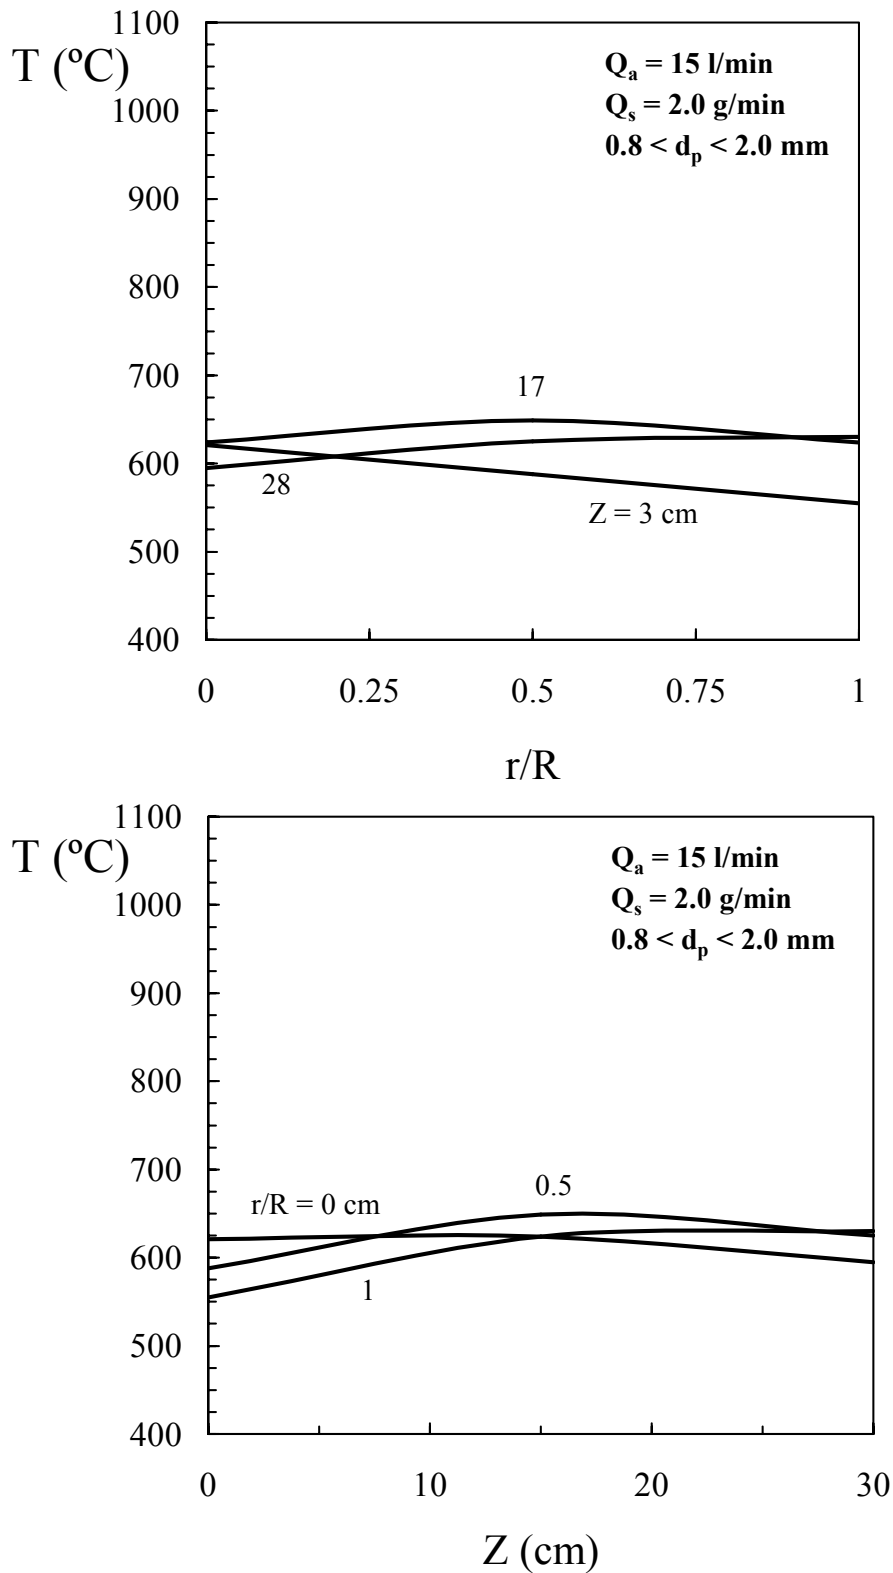 1100
T (ºC)
Qa = 15 l/min
1000
Qs = 2.0 g/min
0.8 < dp < 2.0 mm
900
800
700
17
600
28
Z = 3 cm
500
400
0 0.25 0.5 0.75 1
r/R
1100
T (ºC)
Qa = 15 l/min
1000
Qs = 2.0 g/min
0.8 < dp < 2.0 mm
900
800
700
0.5
r/R = 0 cm
600
1
500
400
0 10 20 30
Z (cm)